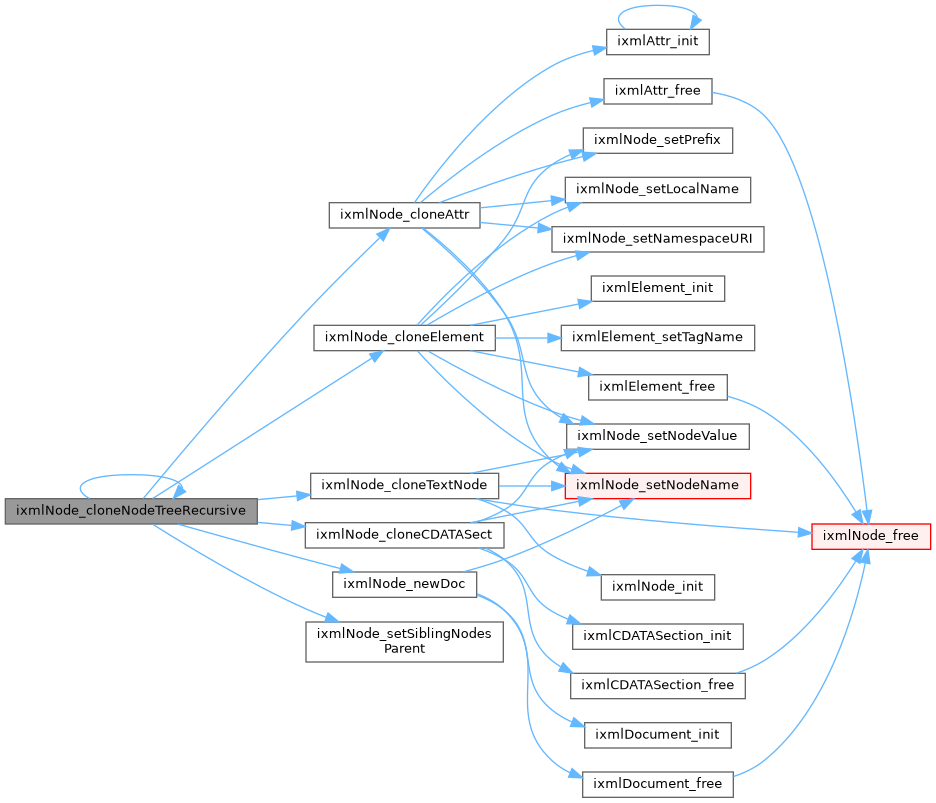 ixmlAttr_init
ixmlAttr_free
ixmlNode_setPrefix
ixmlNode_setLocalName
ixmlNode_cloneAttr
ixmlNode_setNamespaceURI
ixmlElement_init
ixmlNode_cloneElement
ixmlElement_setTagName
ixmlElement_free
ixmlNode_setNodeValue
ixmlNode_cloneTextNode
ixmlNode_setNodeName
ixmlNode_cloneNodeTreeRecursive
ixmlNode_cloneCDATASect
ixmlNode_free
ixmlNode_newDoc
ixmlNode_init
ixmlNode_setSiblingNodes
Parent
ixmlCDATASection_init
ixmlCDATASection_free
ixmlDocument_init
ixmlDocument_free